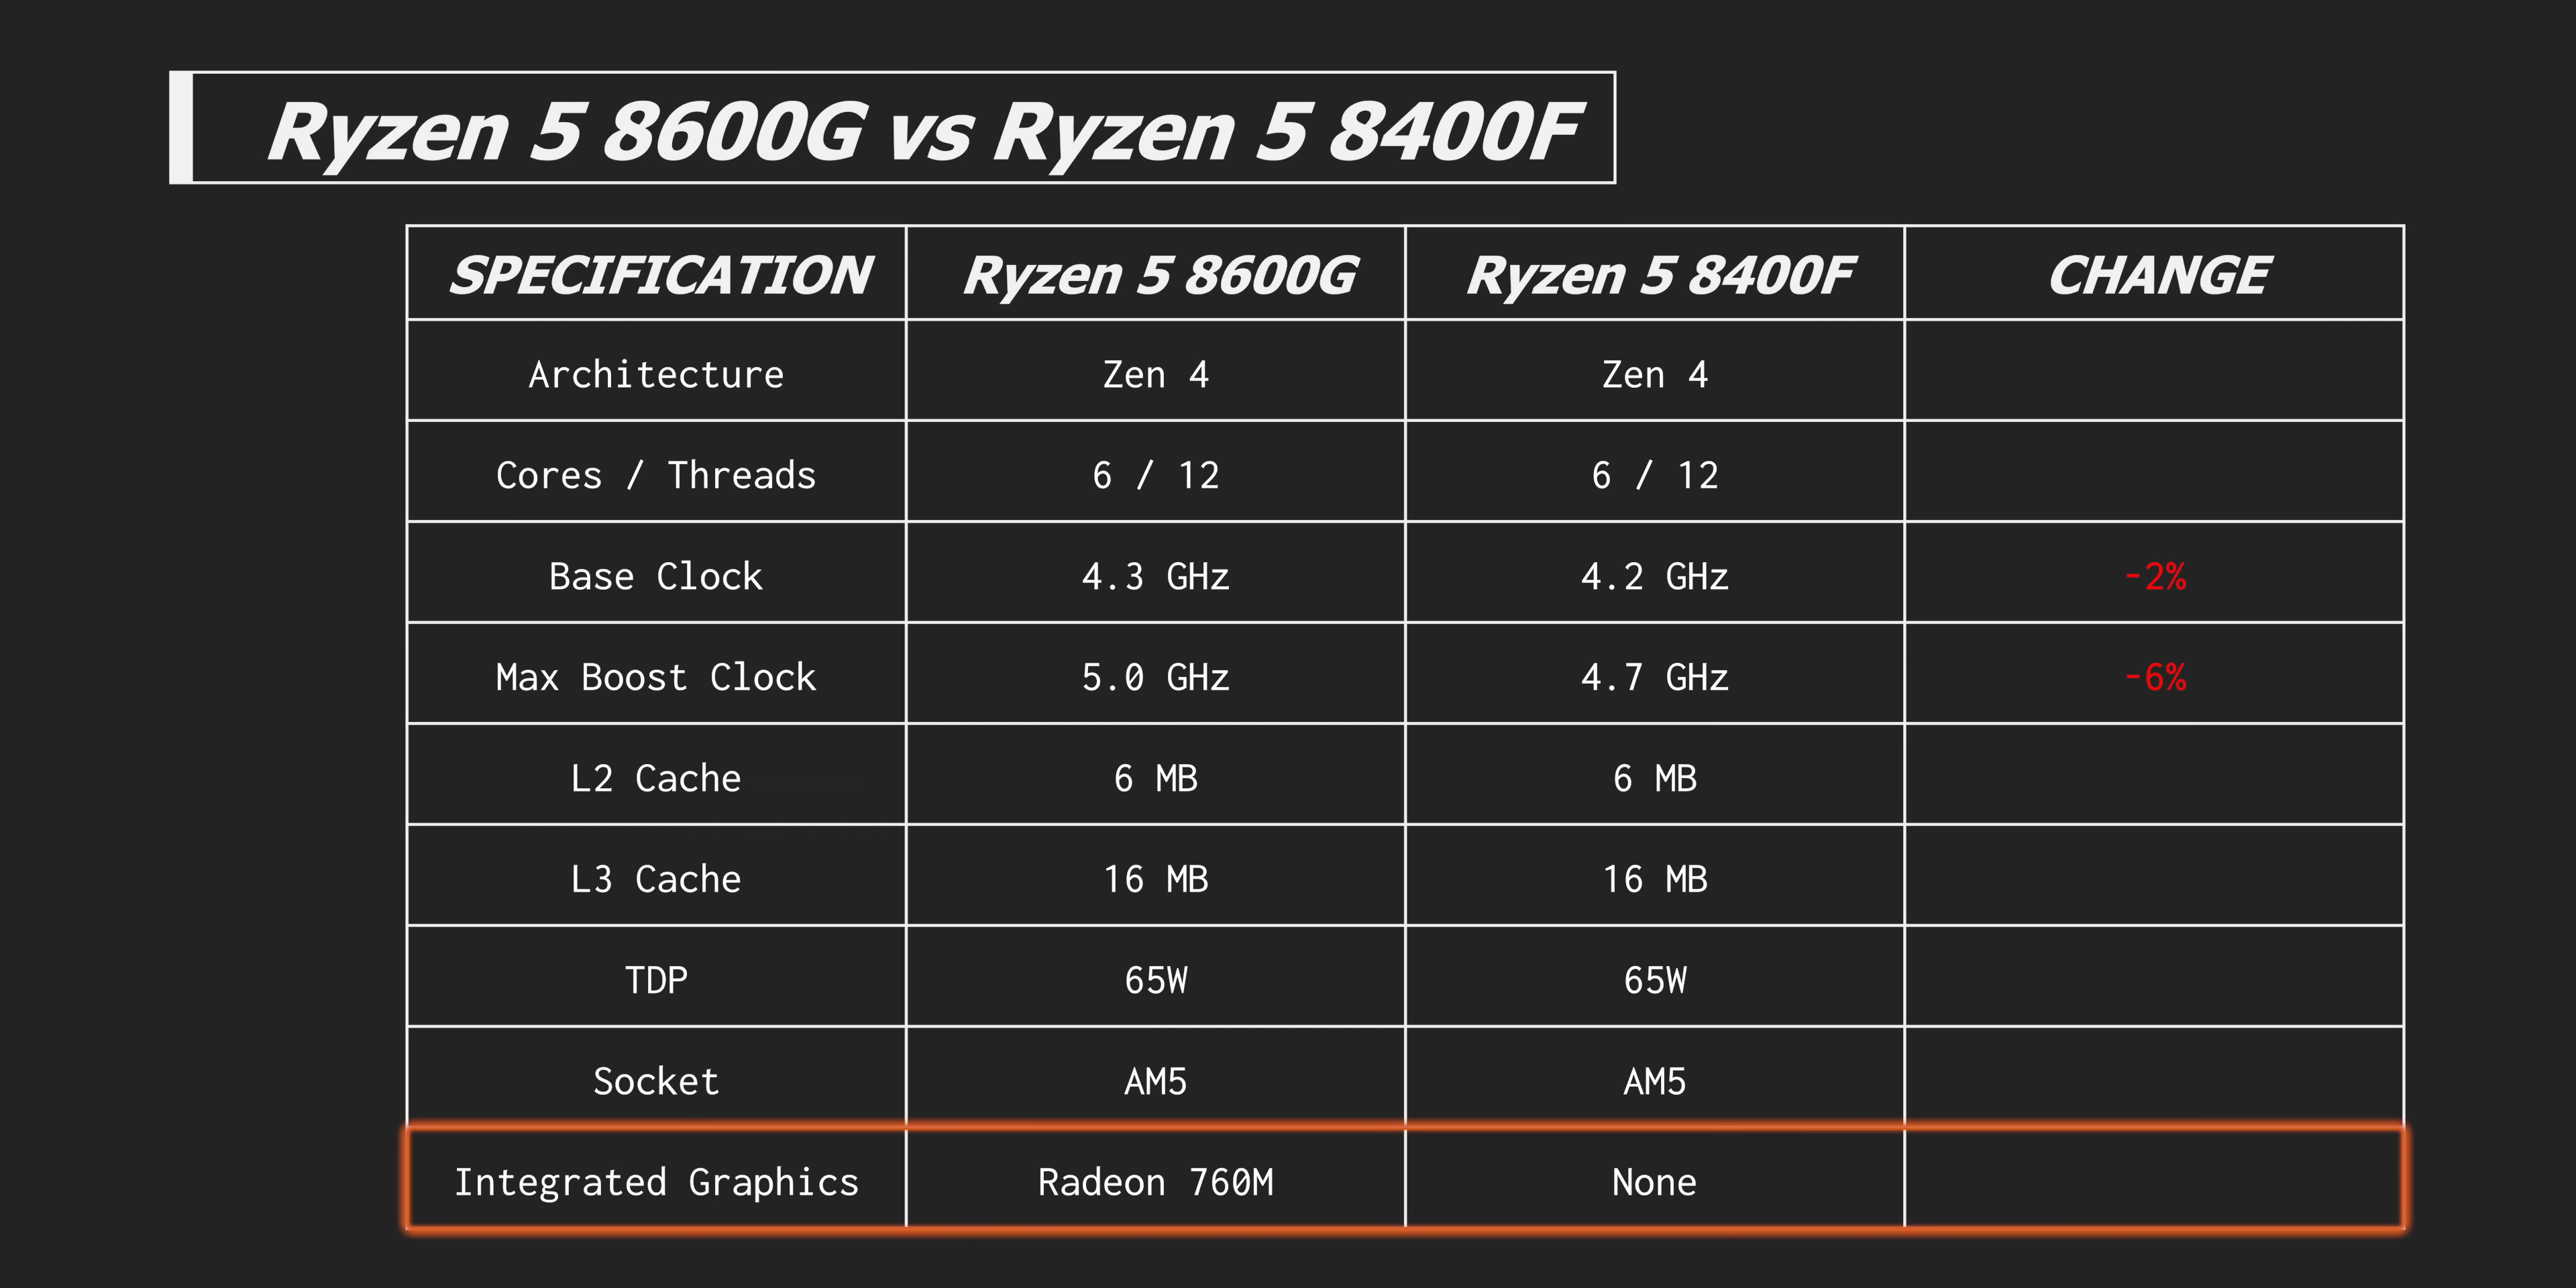 Ryzen 5 8600G vs Ryzen 5 8400F
SPECIFICATION Ryzen 5 8600G Ryzen 5 8400F CHANGE
Architecture Zen 4 Zen 4
Cores / Threads 6 / 12 6 / 12
Base Clock 4.3 GHz 4.2 GHz -2%
Max Boost Clock 5.0 GHz 4.7 GHz -6%
L2 Cache 6 MB 6 MB
L3 Cache 16 MB 16 MB
TDP 65W 65W
Socket AM5 AM5
Integrated Graphics Radeon 760M None